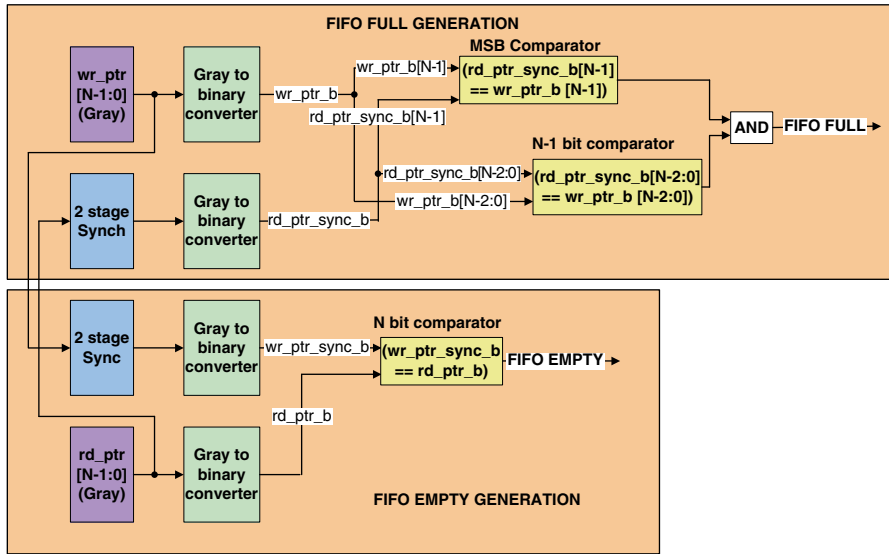 FIFO FULL GENERATION
wr_ptr
[N-1:0]
(Gray)
Gray to
binary
converter
wr_ptr_b
wr_ptr_b[N-1]
rd_ptr_sync_b[N-1]
MSB Comparator
(rd_ptr_sync_b[N-1]
== wr_ptr_b [N-1])
AND
FIFO FULL
N-1 bit comparator
rd_ptr_sync_b[N-2:0]
wr_ptr_b[N-2:0]
(rd_ptr_sync_b[N-2:0]
== wr_ptr_b [N-2:0])
2 stage
Synch
Gray to
binary
converter
rd_ptr_sync_b
2 stage
Sync
Gray to
binary
converter
wr_ptr_sync_b
N bit comparator
(wr_ptr_sync_b
== rd_ptr_b)
FIFO EMPTY
rd_ptr_b
rd_ptr
[N-1:0]
(Gray)
Gray to
binary
converter
FIFO EMPTY GENERATION